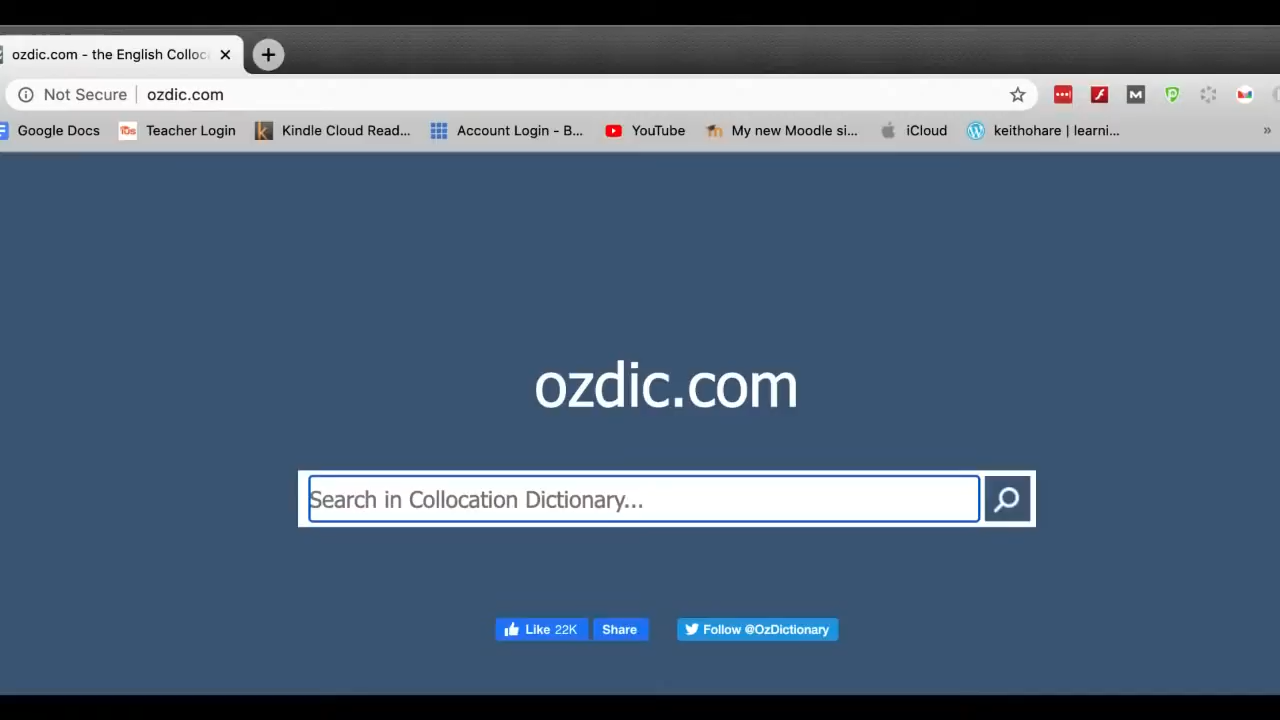 ozdic.com - the English Colloc
Not Secure ozdic.com
Google Docs Teacher Login Kindle Cloud Read... Account Login - B... YouTube My new Moodle si... iCloud keithohare | learni... »
ozdic.com
Search in Collocation Dictionary...
Like 22K Share Follow @OzDictionary